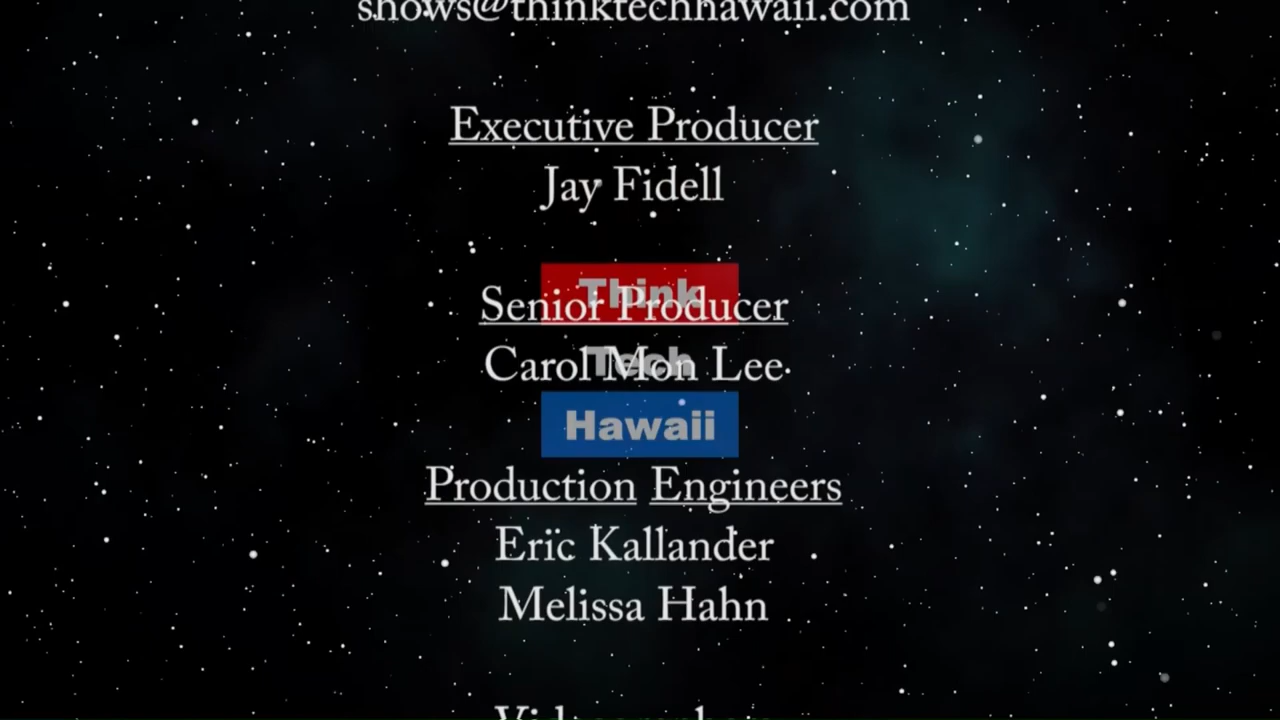 shows@thinktechhawaii.com
Executive Producer
Jay Fidell
Think
Senior Producer
Tech
Carol Mon Lee
Hawaii
Production Engineers
Eric Kallander
Melissa Hahn